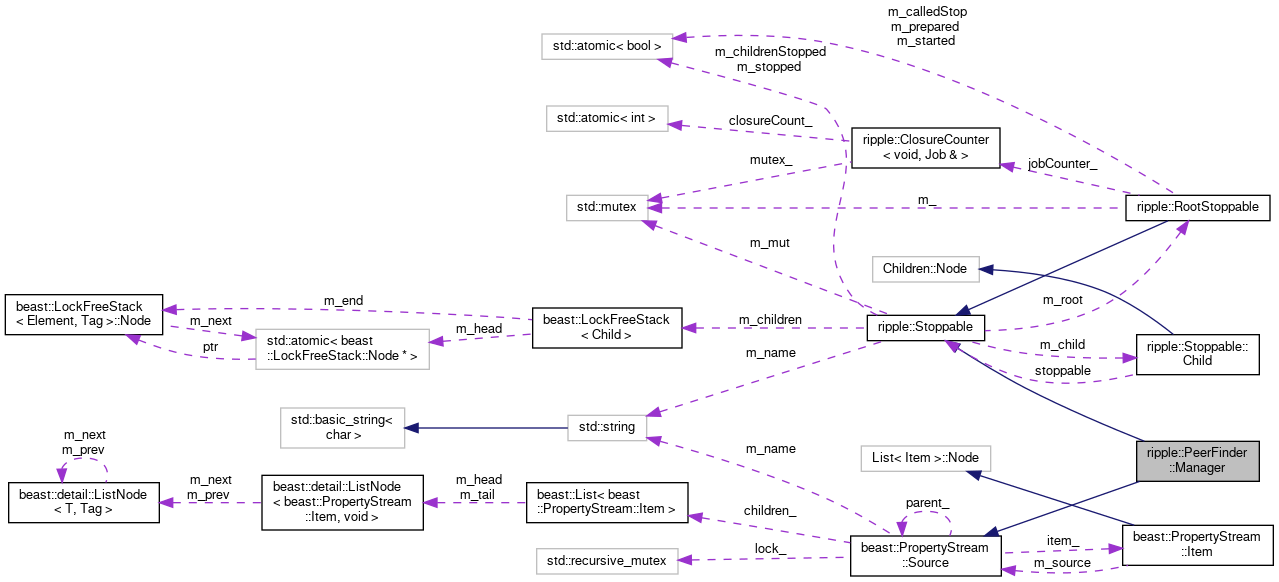 m_calledStop
m_prepared
m_started
std::atomic< bool >
m_childrenStopped
m_stopped
std::atomic< int >
closureCount_
ripple::ClosureCounter
< void, Job & >
mutex_
jobCounter_
std::mutex
m_
ripple::RootStoppable
m_mut
Children::Node
beast::LockFreeStack
< Element, Tag >::Node
m_end
m_next
ptr
std::atomic< beast
::LockFreeStack::Node * >
m_head
beast::LockFreeStack
< Child >
m_children
ripple::Stoppable
m_root
m_child
stoppable
ripple::Stoppable::
Child
m_name
std::basic_string<
char >
std::string
ripple::PeerFinder
::Manager
m_name
List< Item >::Node
m_next
m_prev
beast::detail::ListNode
< T, Tag >
m_next
m_prev
beast::detail::ListNode
< beast::PropertyStream
::Item, void >
m_head
m_tail
beast::List< beast
::PropertyStream::Item >
children_
parent_
beast::PropertyStream
::Source
item_
m_source
beast::PropertyStream
::Item
lock_
std::recursive_mutex